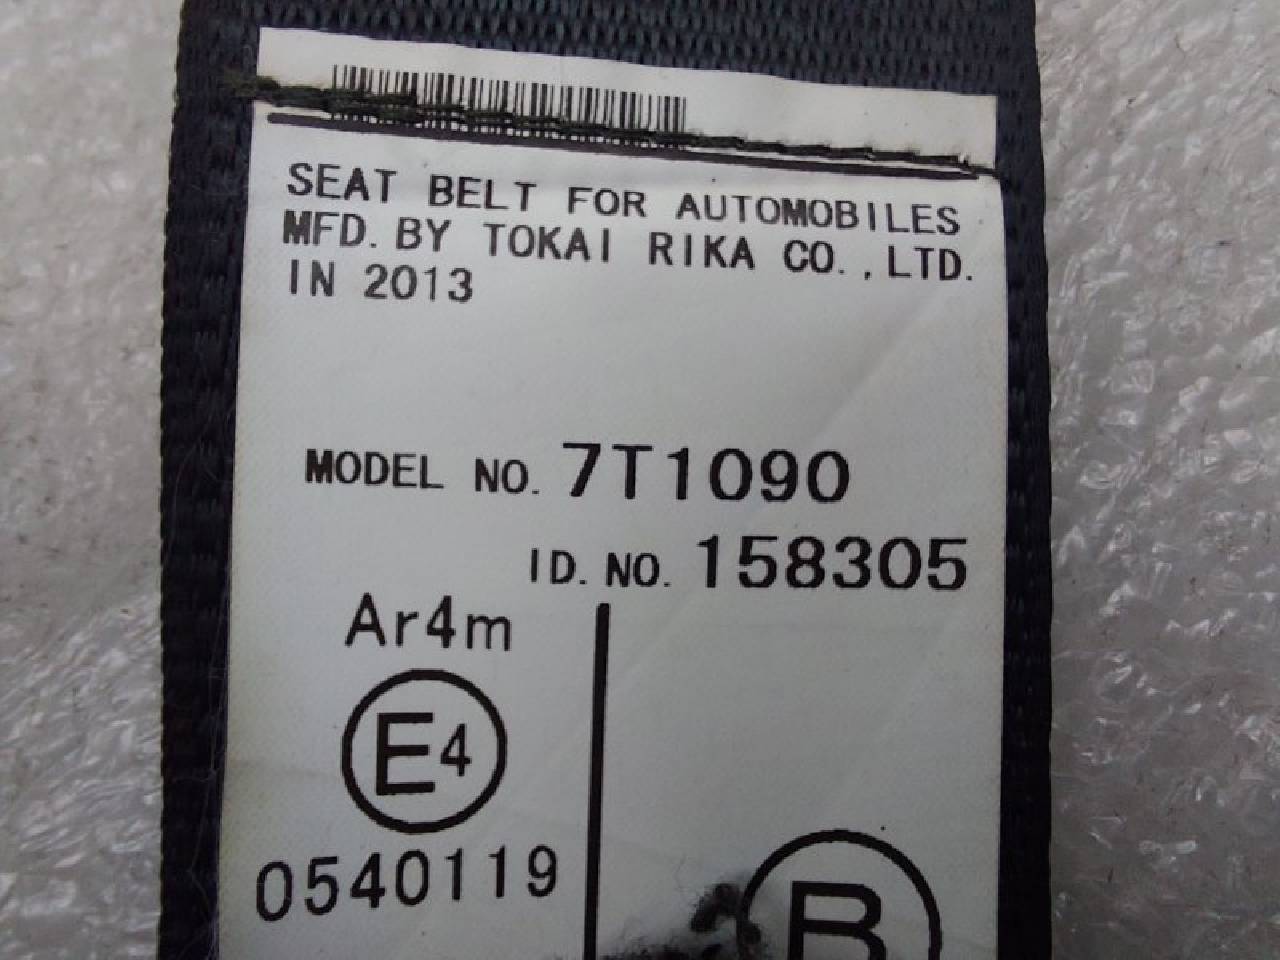 SEAT BELT FOR AUTOMOBILES
MFD. BY TOKAI RIKA CO., LTD.
IN 2013
MODEL NO. 7T1090
ID. NO. 158305
Ar4m
E4
0540119
B